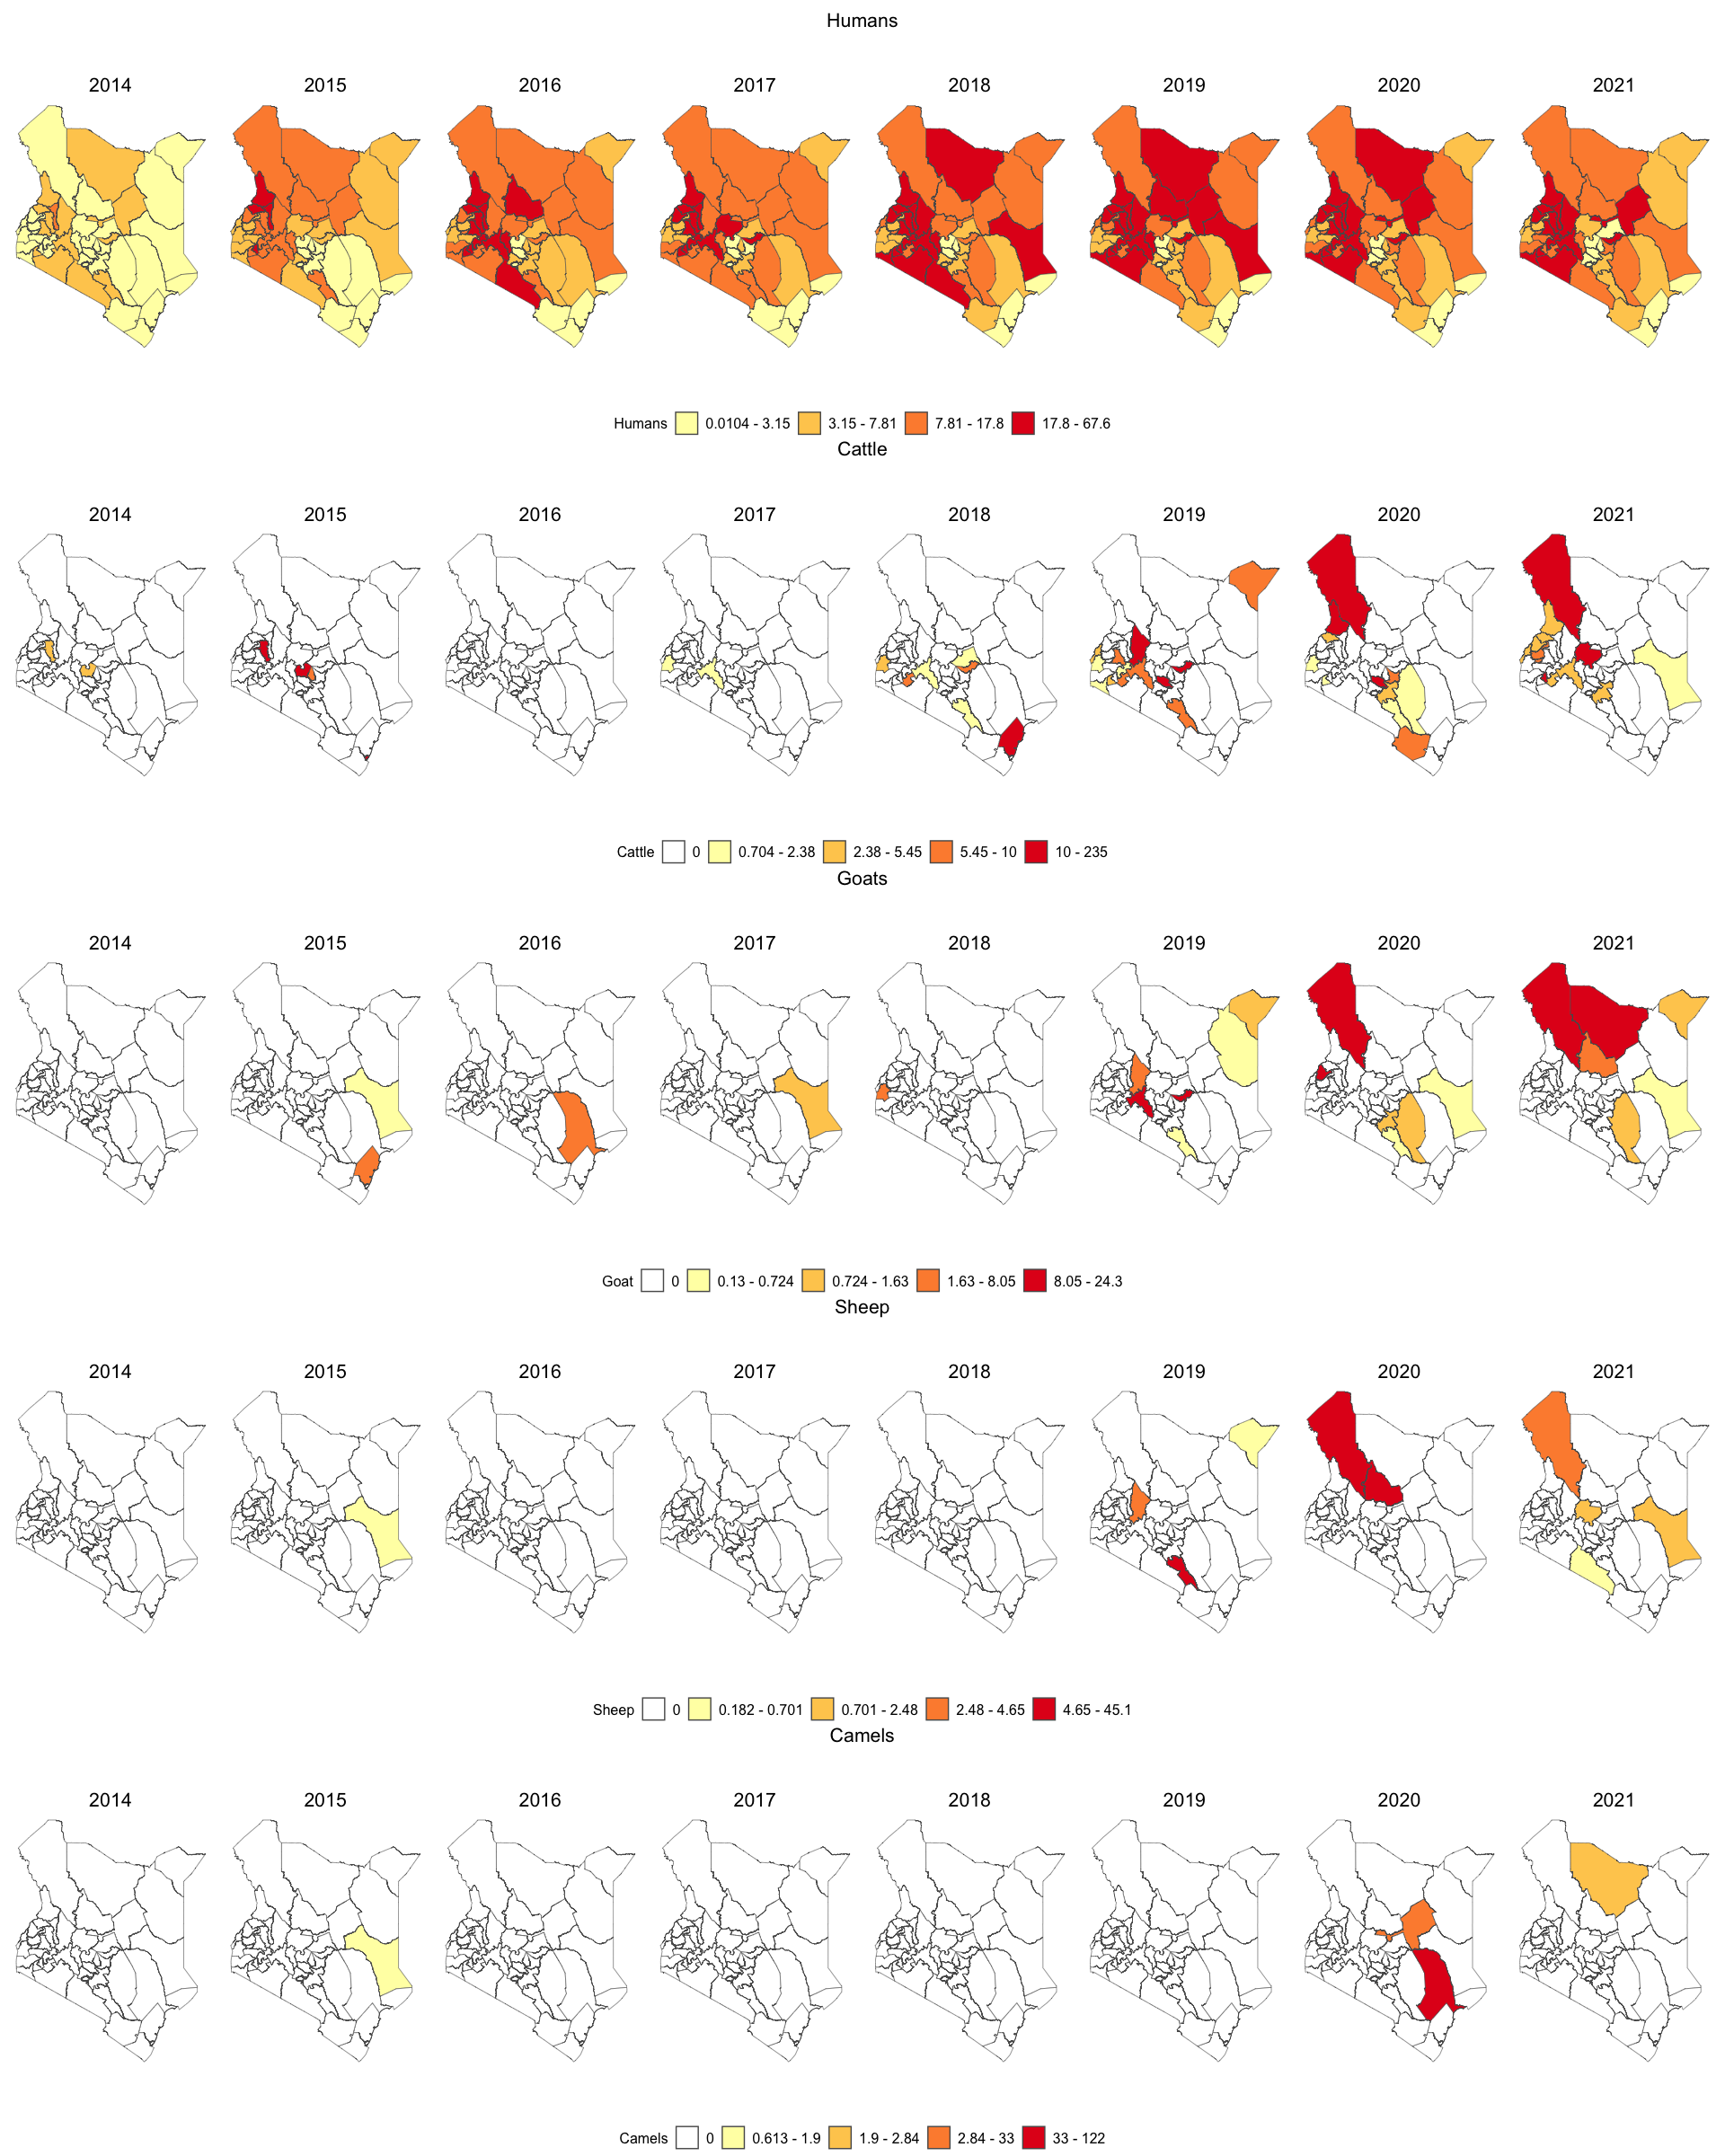 Humans
2014 2015 2016 2017 2018 2019 2020 2021
Humans 0.0104 - 3.15 3.15 - 7.81 7.81 - 17.8 17.8 - 67.6
Cattle
2014 2015 2016 2017 2018 2019 2020 2021
Cattle 0 0.704 - 2.38 2.38 - 5.45 5.45 - 10 10 - 235
Goats
2014 2015 2016 2017 2018 2019 2020 2021
Goat 0 0.13 - 0.724 0.724 - 1.63 1.63 - 8.05 8.05 - 24.3
Sheep
2014 2015 2016 2017 2018 2019 2020 2021
Sheep 0 0.182 - 0.701 0.701 - 2.48 2.48 - 4.65 4.65 - 45.1
Camels
2014 2015 2016 2017 2018 2019 2020 2021
Camels 0 0.613 - 1.9 1.9 - 2.84 2.84 - 33 33 - 122